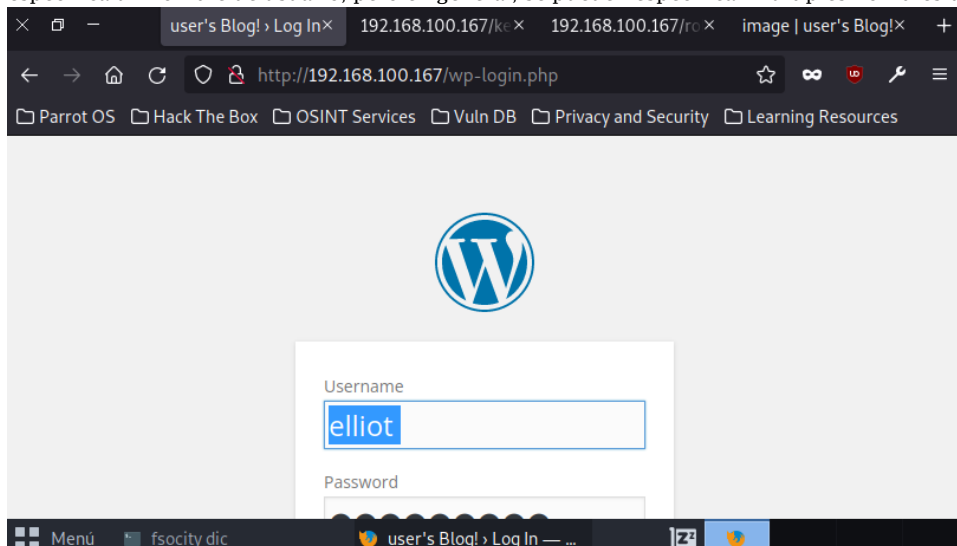 user's Blog! › Log In× 192.168.100.167/ke× 192.168.100.167/ro× image | user's Blog!× +
http://192.168.100.167/wp-login.php
Parrot OS Hack The Box OSINT Services Vuln DB Privacy and Security Learning Resources
Username
elliot
Password
Menú fsocity dic user's Blog! › Log In — ...